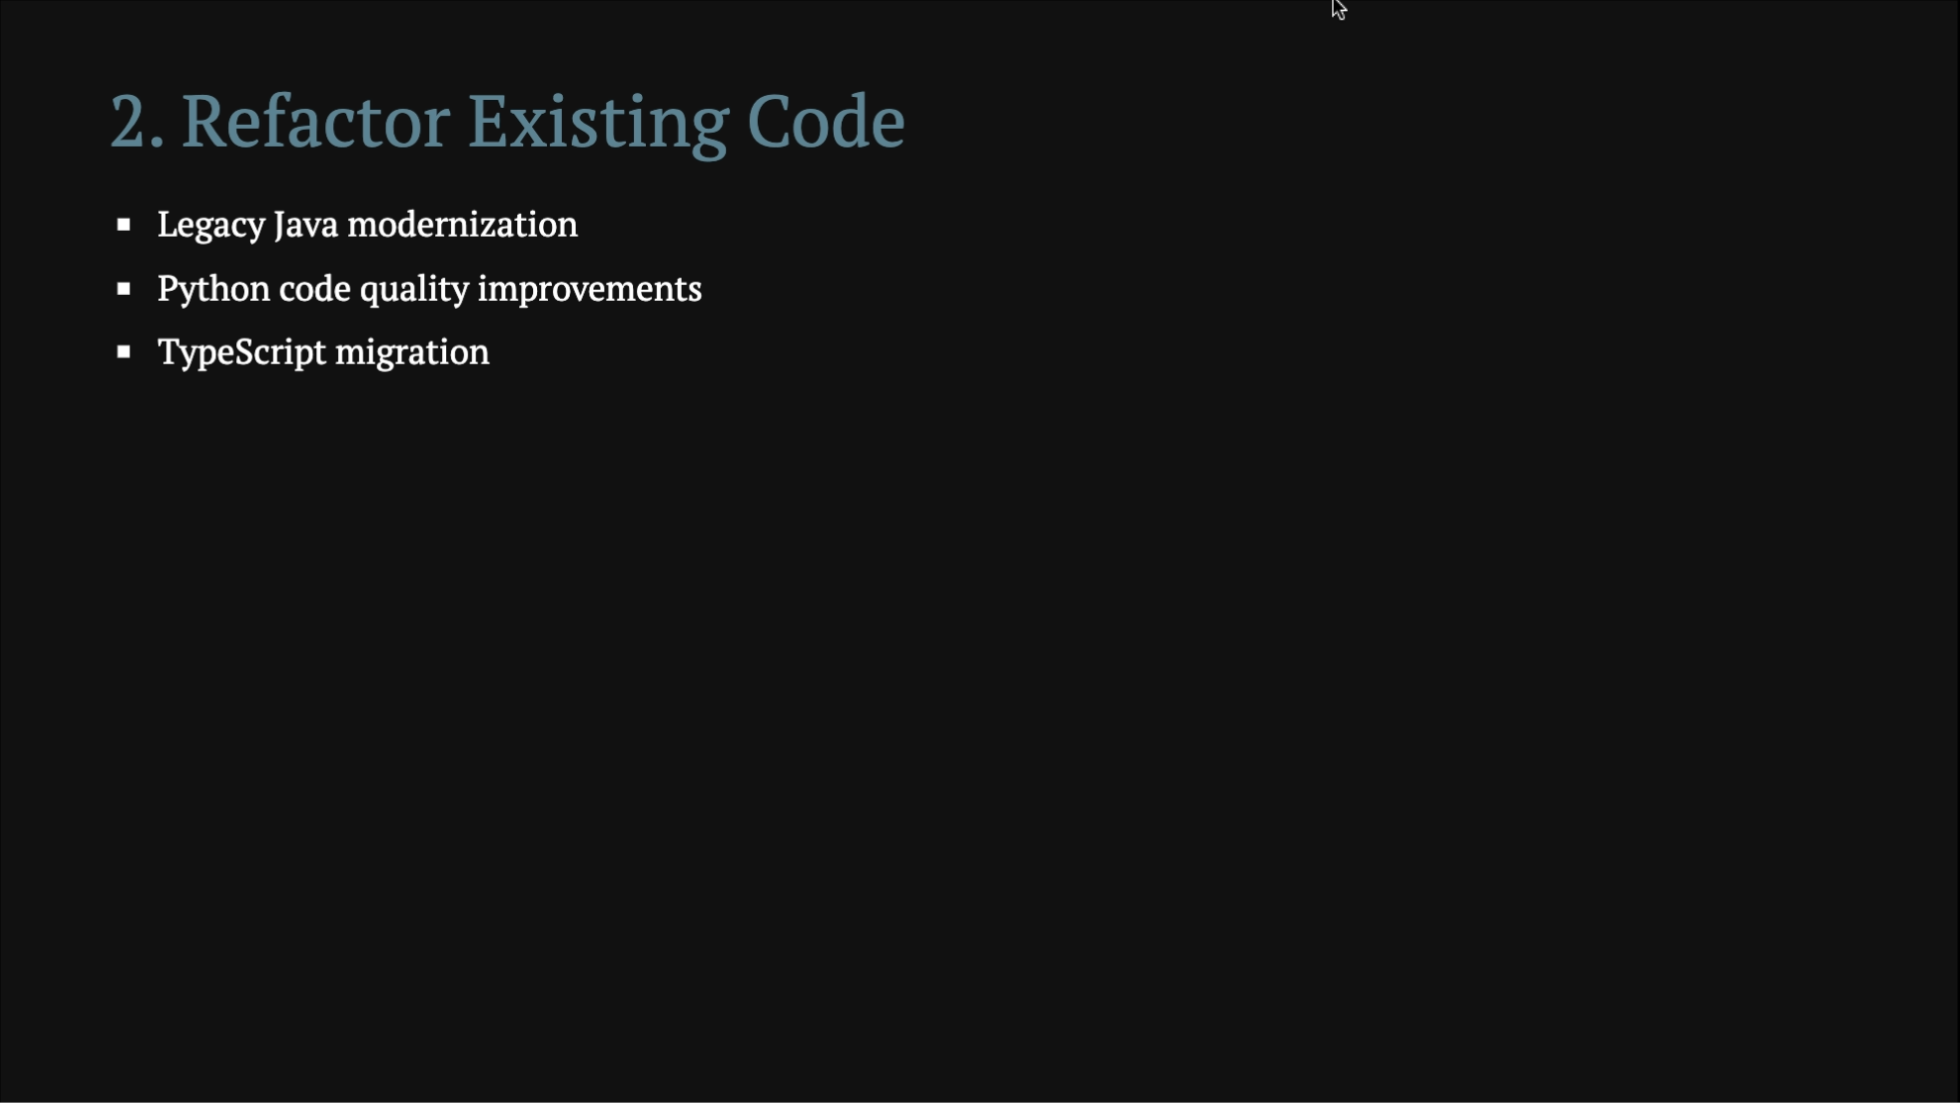 2. Refactor Existing Code
▪ Legacy Java modernization
▪ Python code quality improvements
▪ TypeScript migration